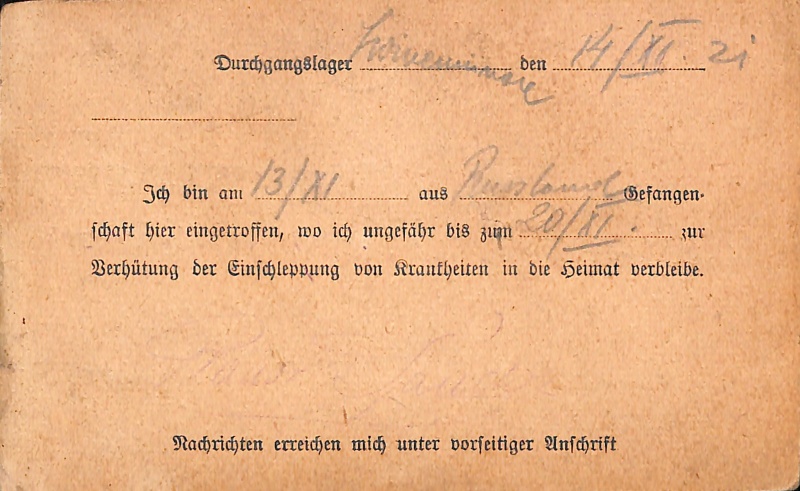 Durchgangslager den 14/XI 21
Ich bin am 13/XI aus Russland Gefangen-
schaft hier eingetroffen, wo ich ungefähr bis zum 20/XI. zur
Verhütung der Einschleppung von Krankheiten in die Heimat verbleibe.
Nachrichten erreichen mich unter vorseitiger Anschrift